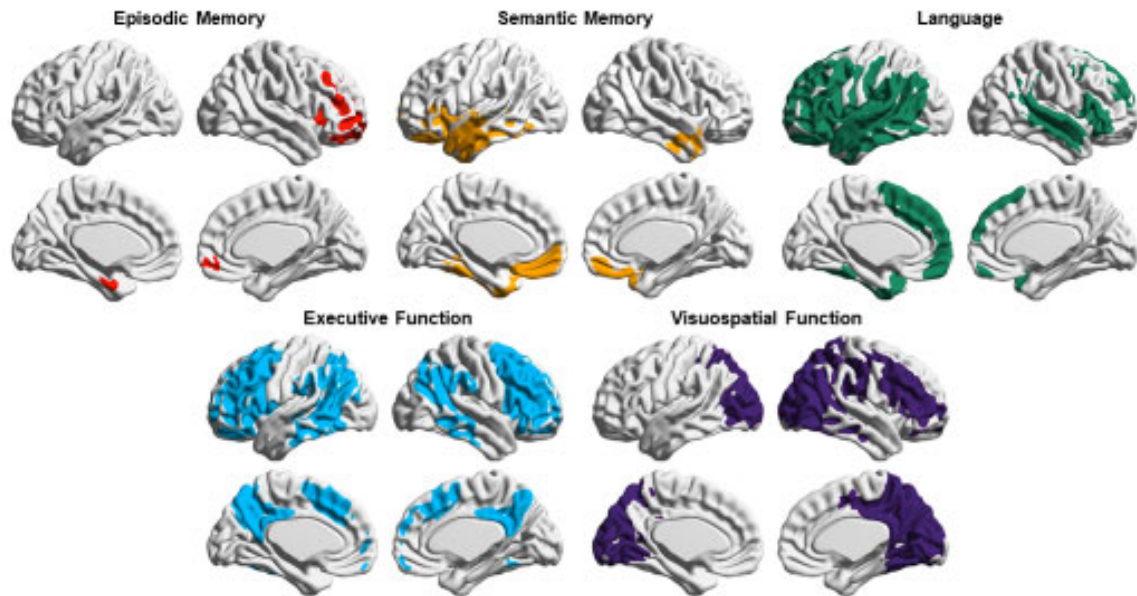 Episodic Memory
Semantic Memory
Language
Executive Function
Visuospatial Function